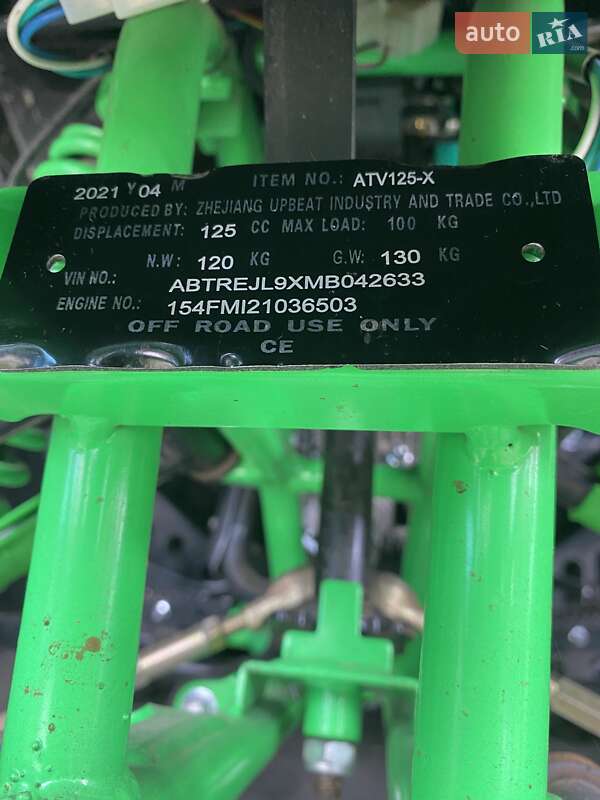 auto RIA.com
2021 Y 04 M ITEM NO.: ATV125-X
PRODUCED BY: ZHEJIANG UPBEAT INDUSTRY AND TRADE CO.,LTD
DISPLACEMENT: 125 CC MAX LOAD: 100 KG
N.W: 120 KG G.W: 130 KG
VIN NO.: ABTREJL9XMB042633
ENGINE NO.: 154FMI21036503
OFF ROAD USE ONLY
CE